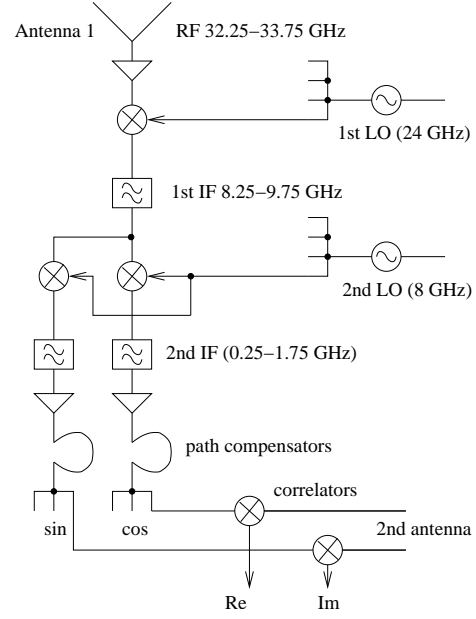 Antenna 1
RF 32.25−33.75 GHz
1st LO (24 GHz)
1st IF 8.25−9.75 GHz
2nd LO (8 GHz)
2nd IF (0.25−1.75 GHz)
path compensators
correlators
sin
cos
2nd antenna
Re
Im